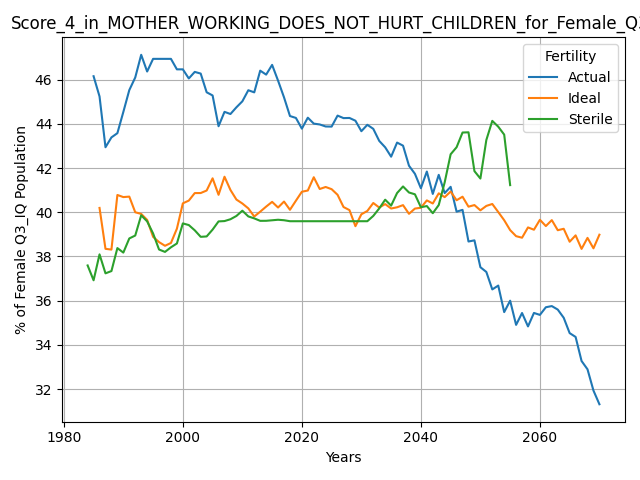 Score_4_in_MOTHER_WORKING_DOES_NOT_HURT_CHILDREN_for_Female_Q3
Fertility
Actual
Ideal
Sterile
% of Female Q3_IQ Population
46
44
42
40
38
36
34
32
1980
2000
2020
2040
2060
Years